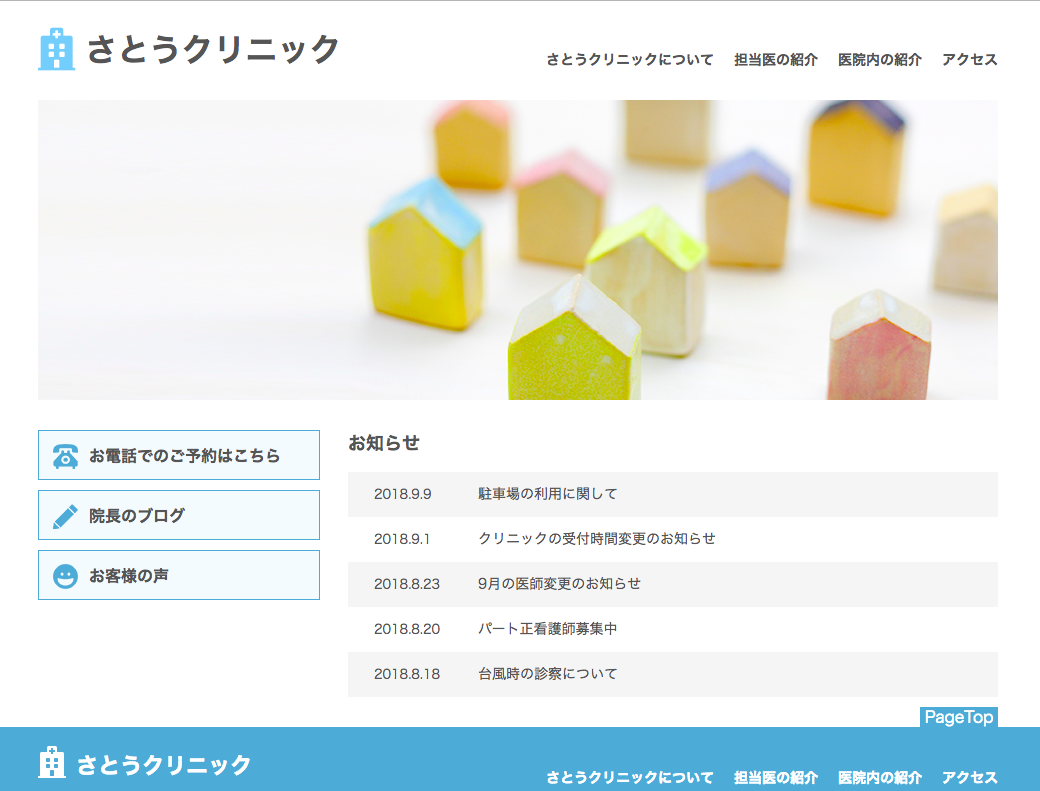 さとうクリニック
さとうクリニックについて 担当医の紹介 医院内の紹介 アクセス
お電話でのご予約はこちら
院長のブログ
お客様の声
お知らせ
2018.9.9 駐車場の利用に関して
2018.9.1 クリニックの受付時間変更のお知らせ
2018.8.23 9月の医師変更のお知らせ
2018.8.20 パート正看護師募集中
2018.8.18 台風時の診察について
PageTop
さとうクリニック
さとうクリニックについて 担当医の紹介 医院内の紹介 アクセス